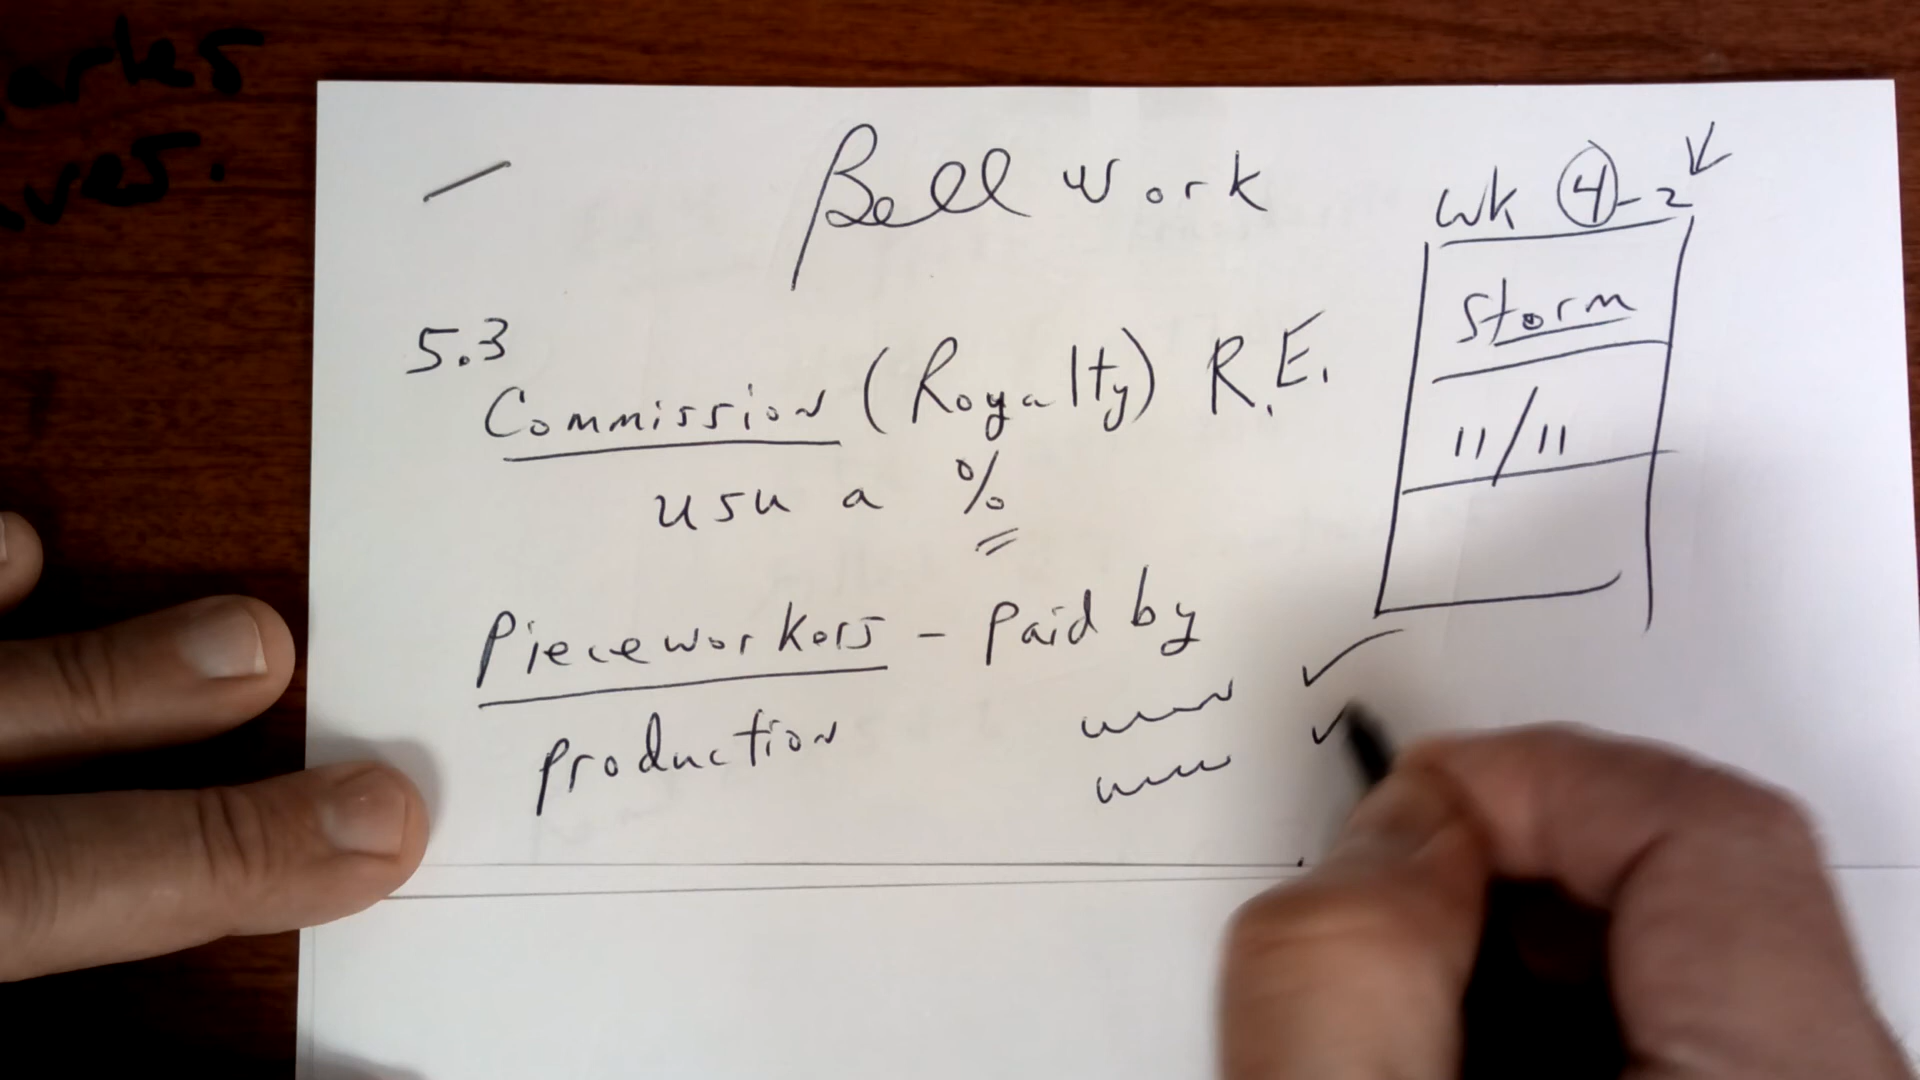 Bell work
wk 4-2
storm
11/11
5.3
Commission (Royalty) R.E.
usu a %
Pieceworkers - Paid by
production